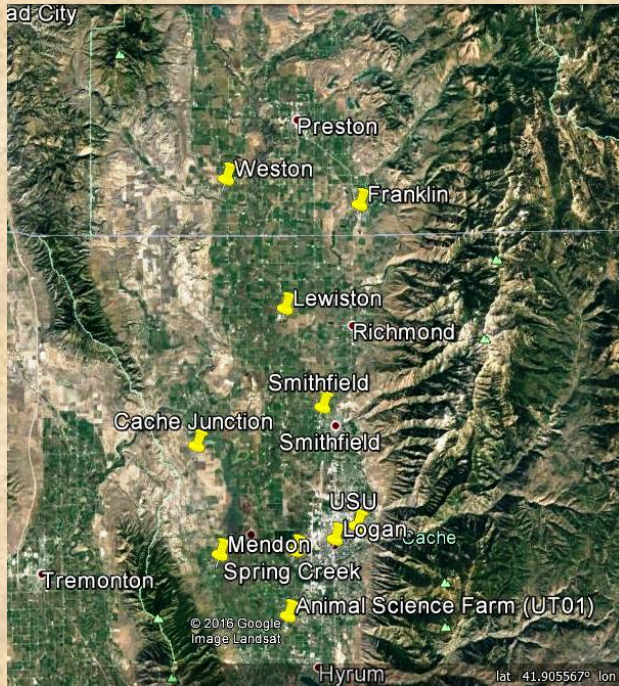 ad City
Preston
Weston
Franklin
Lewiston
Richmond
Smithfield
Cache Junction
Smithfield
USU
Logan
Cache
Mendon
Spring Creek
Tremonton
Animal Science Farm (UT01)
© 2016 Google
Image Landsat
Hyrum
lat 41.905567° lon